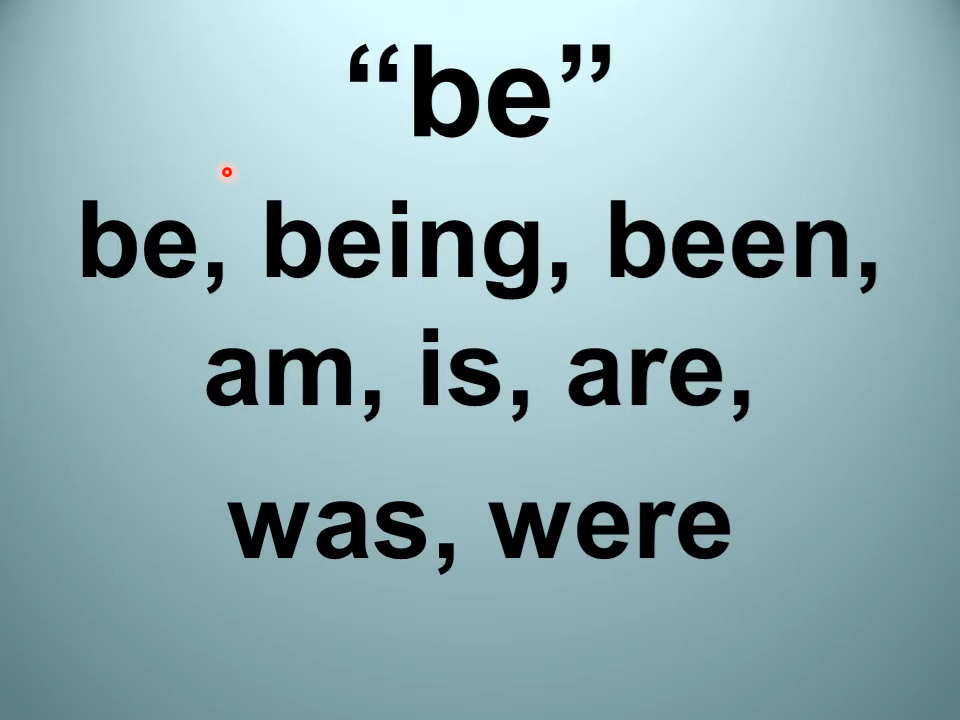 “be”
be, being, been,
am, is, are,
was, were